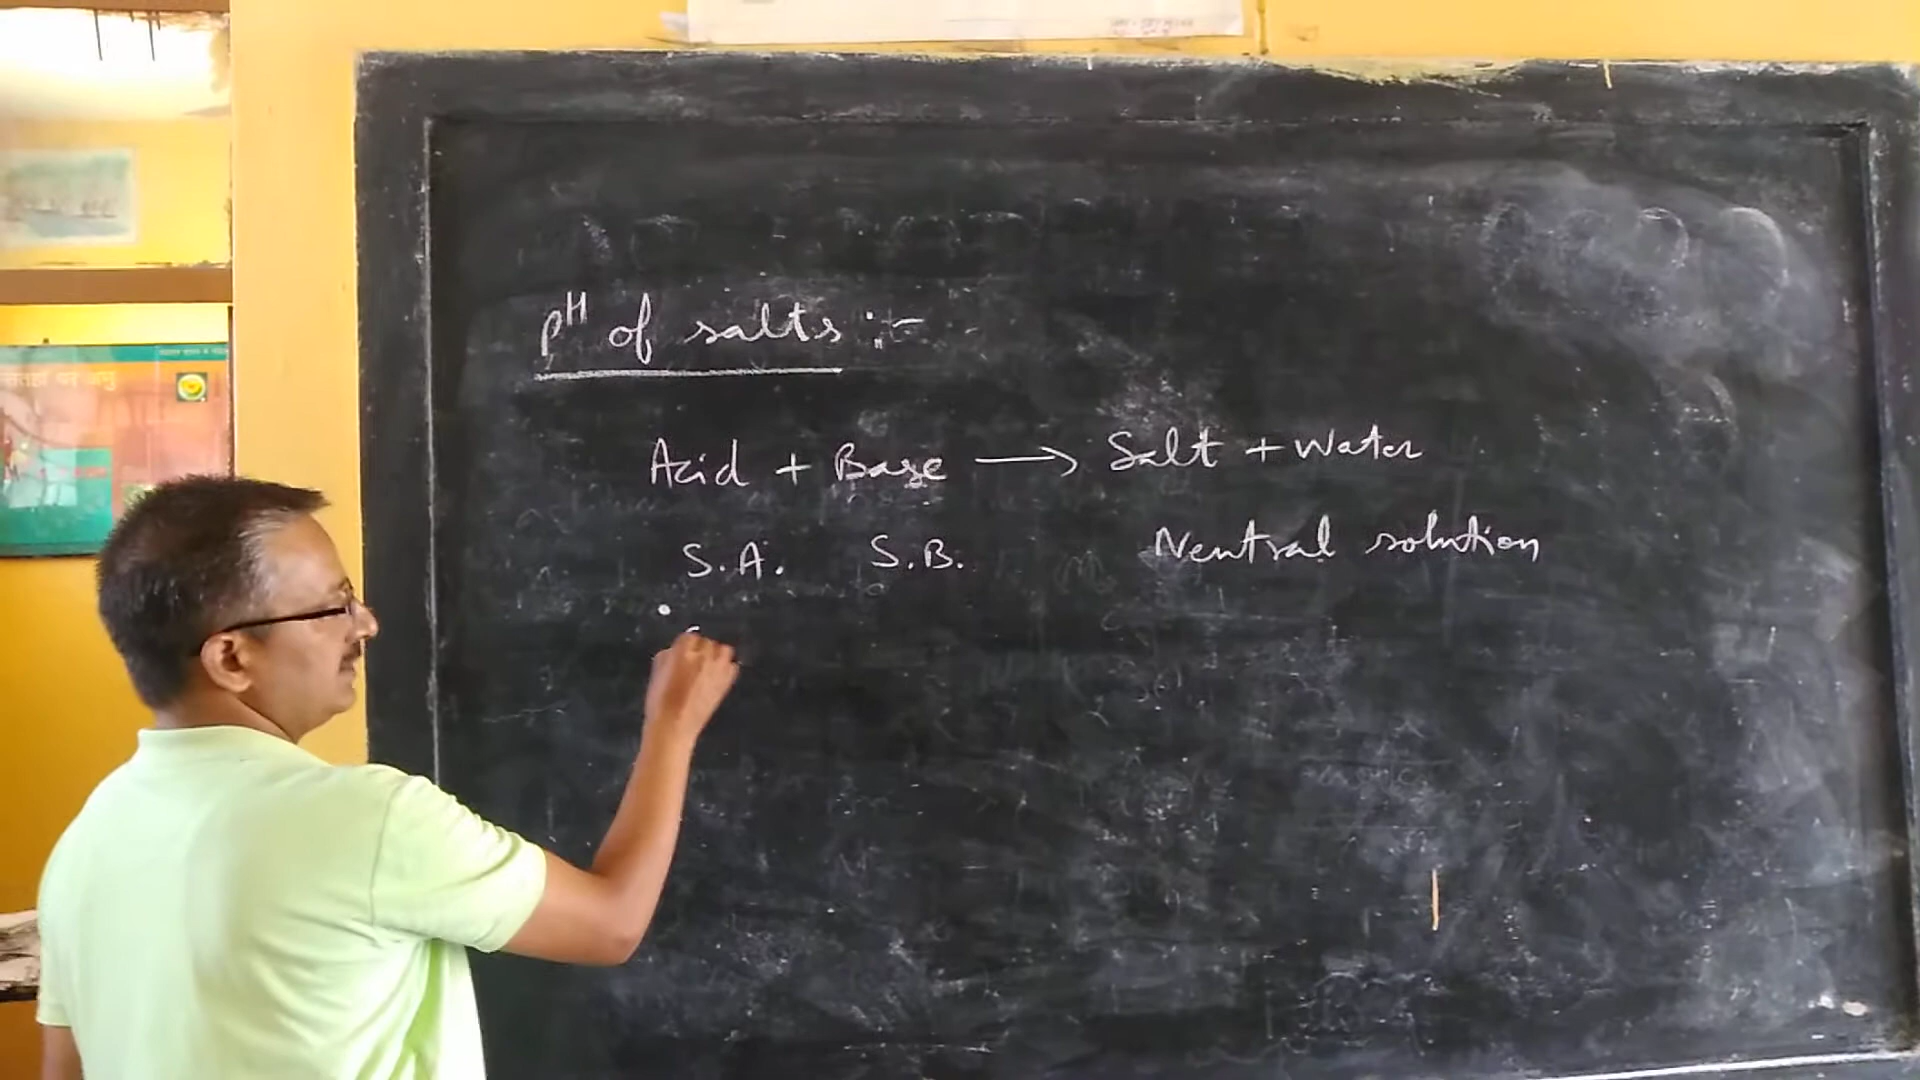 pH of salts :-
Acid + Base ⟶ Salt + Water
S.A. S.B. Neutral solution